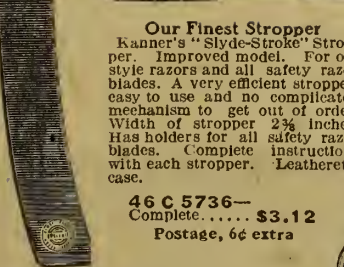 Our Finest Stropper
Kanner's "Slyde-Stroke" Stro
per. Improved model. For o
style razors and all safety raz
blades. A very efficient stroppe
easy to use and no complicate
mechanism to get out of orde
Width of stropper 2⅜ inche
Has holders for all safety raz
blades. Complete instructio
with each stropper. Leatheret
case.
46 C 5736—
Complete...... $3.12
Postage, 6¢ extra